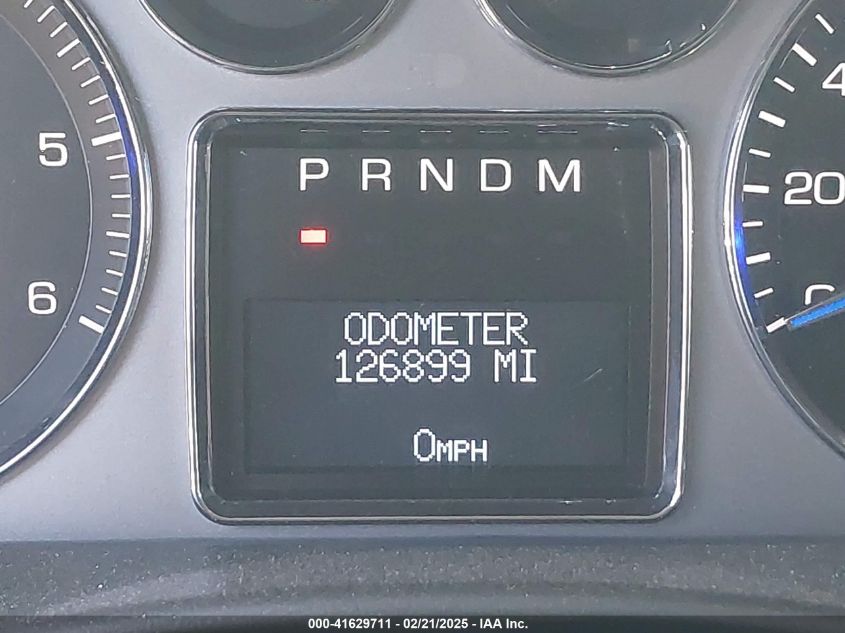 5
6
P R N D M
ODOMETER
126899 MI
0MPH
20
000-41629711 - 02/21/2025 - IAA Inc.